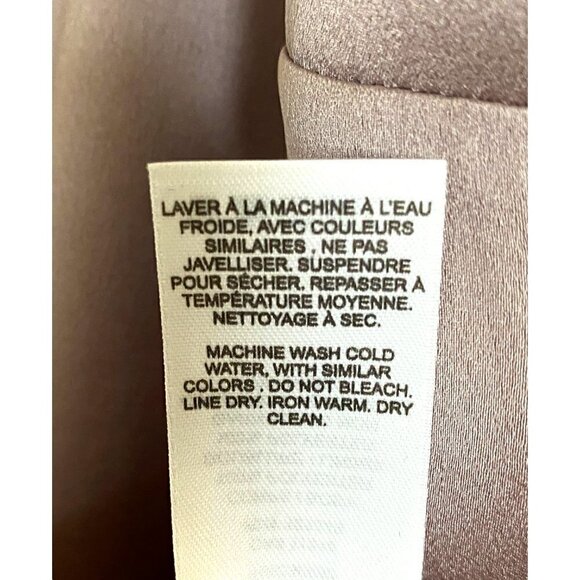 LAVER À LA MACHINE À L'EAU
FROIDE, AVEC COULEURS
SIMILAIRES . NE PAS
JAVELLISER. SUSPENDRE
POUR SÉCHER. REPASSER À
TEMPÉRATURE MOYENNE.
NETTOYAGE À SEC.
MACHINE WASH COLD
WATER, WITH SIMILAR
COLORS . DO NOT BLEACH.
LINE DRY. IRON WARM. DRY
CLEAN.